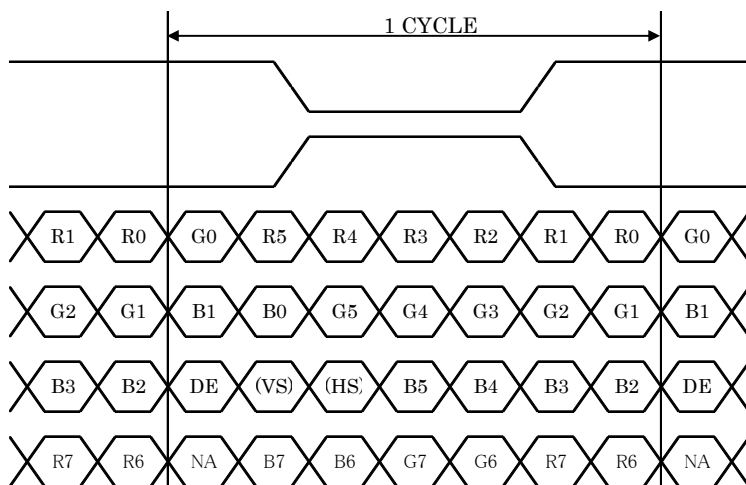 1 CYCLE
R1 R0 G0 R5 R4 R3 R2 R1 R0 G0
G2 G1 B1 B0 G5 G4 G3 G2 G1 B1
B3 B2 DE (VS) (HS) B5 B4 B3 B2 DE
R7 R6 NA B7 B6 G7 G6 R7 R6 NA